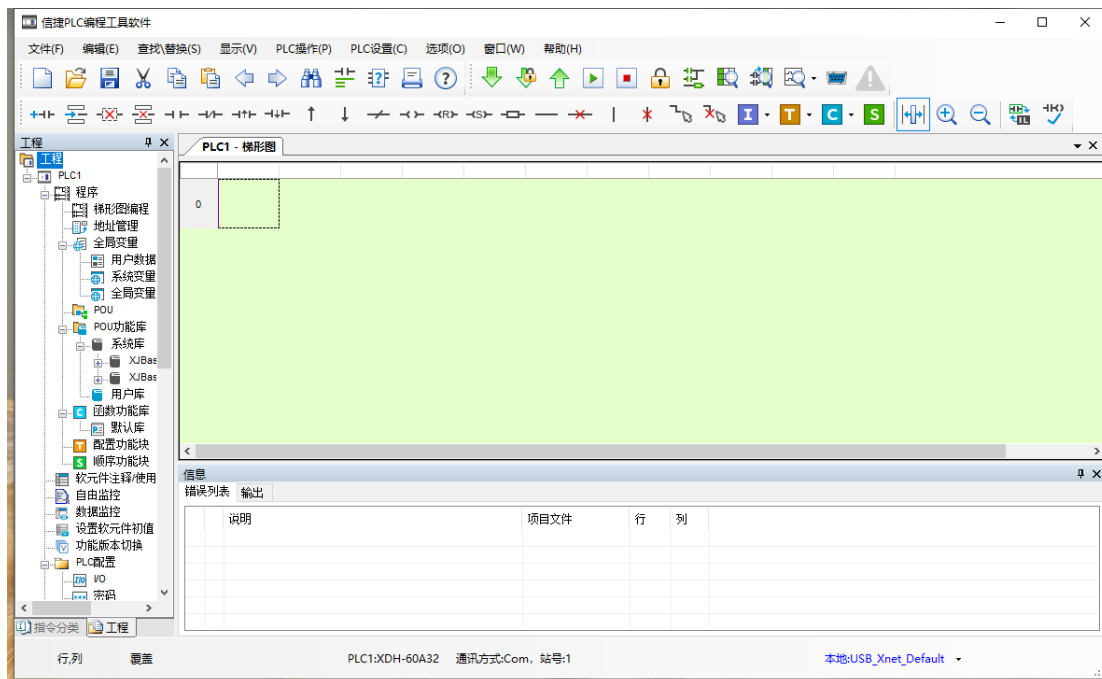 信捷PLC编程工具软件
文件(F) 编辑(E) 查找\替换(S) 显示(V) PLC操作(P) PLC设置(C) 选项(O) 窗口(W) 帮助(H)
I T C S
工程
PLC1 - 梯形图
工程
PLC1
程序
梯形图编程
地址管理
全局变量
用户数据
系统变量
全局变量
POU
POU功能库
系统库
XJBas
XJBas
用户库
函数功能库
默认库
配置功能块
顺序功能块
软元件注释/使用
自由监控
数据监控
设置软元件初值
功能版本切换
PLC配置
I/O
密码
指令分类 工程
0
信息
错误列表 输出
说明 项目文件 行 列
行,列 覆盖 PLC1:XDH-60A32 通讯方式:Com, 站号:1 本地:USB_Xnet_Default